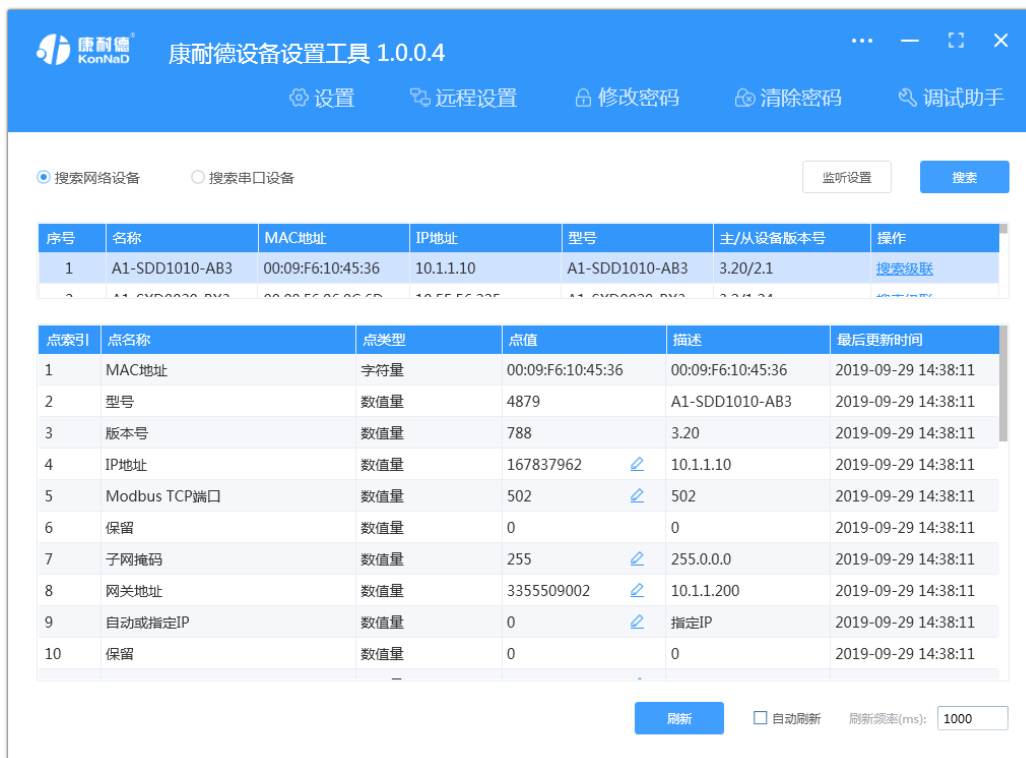 康耐德®
KonNaD
康耐德设备设置工具 1.0.0.4
设置 远程设置 修改密码 清除密码 调试助手
搜索网络设备 搜索串口设备 监听设置 搜索
序号 名称 MAC地址 IP地址 型号 主/从设备版本号 操作
1 A1-SDD1010-AB3 00:09:F6:10:45:36 10.1.1.10 A1-SDD1010-AB3 3.20/2.1 搜索级联
点索引 点名称 点类型 点值 描述 最后更新时间
1 MAC地址 字符量 00:09:F6:10:45:36 00:09:F6:10:45:36 2019-09-29 14:38:11
2 型号 数值量 4879 A1-SDD1010-AB3 2019-09-29 14:38:11
3 版本号 数值量 788 3.20 2019-09-29 14:38:11
4 IP地址 数值量 167837962 10.1.1.10 2019-09-29 14:38:11
5 Modbus TCP端口 数值量 502 502 2019-09-29 14:38:11
6 保留 数值量 0 0 2019-09-29 14:38:11
7 子网掩码 数值量 255 255.0.0.0 2019-09-29 14:38:11
8 网关地址 数值量 3355509002 10.1.1.200 2019-09-29 14:38:11
9 自动或指定IP 数值量 0 指定IP 2019-09-29 14:38:11
10 保留 数值量 0 0 2019-09-29 14:38:11
刷新 自动刷新 刷新频率(ms): 1000